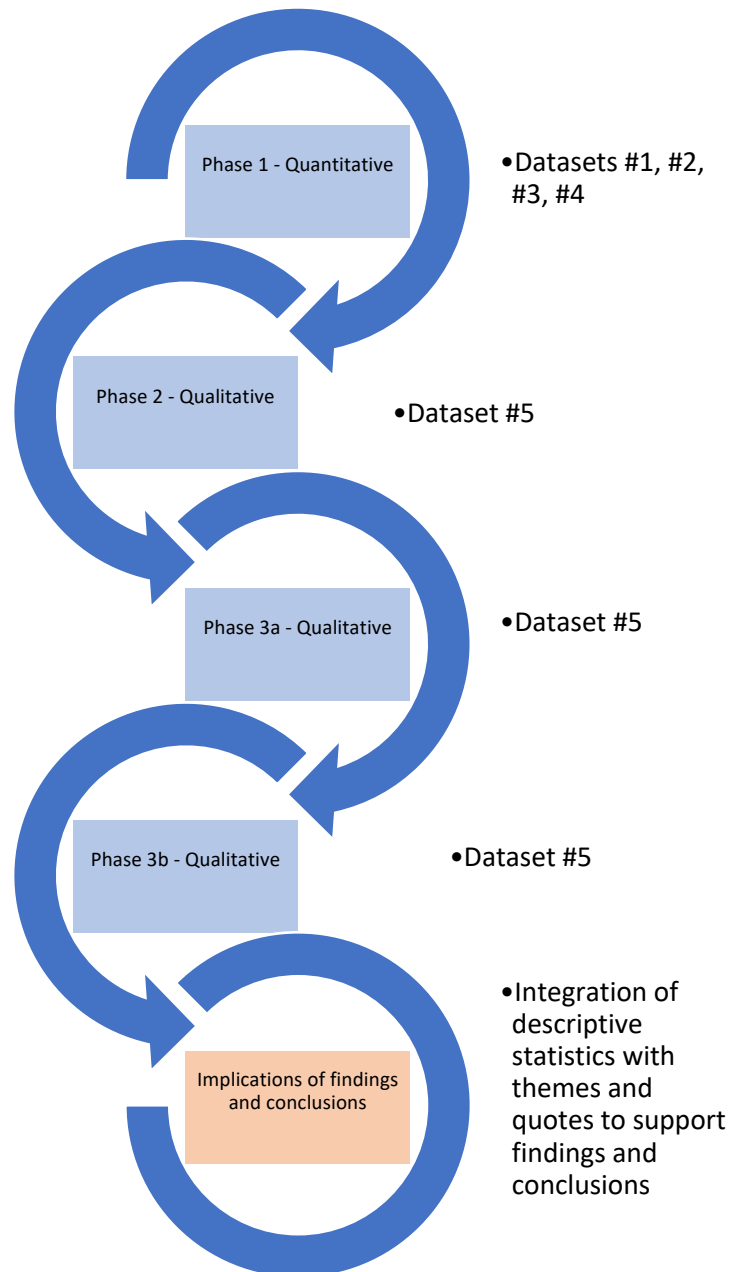 Phase 1 - Quantitative
•Datasets #1, #2,
#3, #4
Phase 2 - Qualitative
•Dataset #5
Phase 3a - Qualitative
•Dataset #5
Phase 3b - Qualitative
•Dataset #5
Implications of findings
and conclusions
•Integration of
descriptive
statistics with
themes and
quotes to support
findings and
conclusions